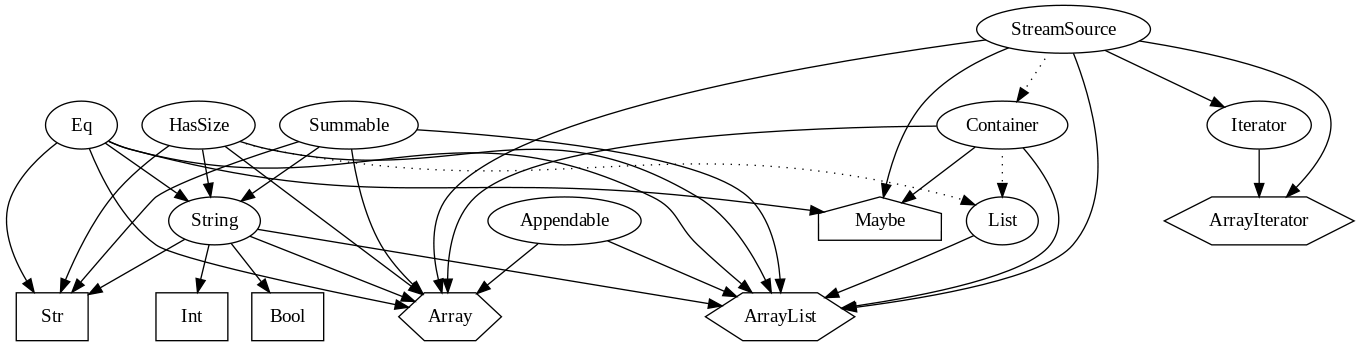 StreamSource
Eq
HasSize
Summable
Container
Iterator
String
Appendable
Maybe
List
ArrayIterator
Str
Int
Bool
Array
ArrayList